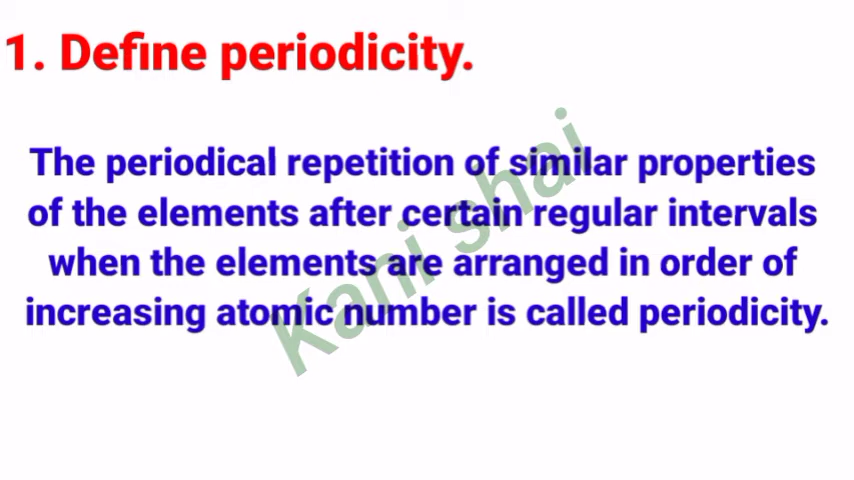 1. Define periodicity.
The periodical repetition of similar properties
of the elements after certain regular intervals
when the elements are arranged in order of
increasing atomic number is called periodicity.
Kani shai